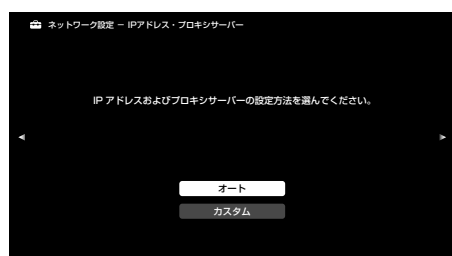 ネットワーク設定 − IPアドレス・プロキシサーバー
IP アドレスおよびプロキシサーバーの設定方法を選んでください。
オート
カスタム